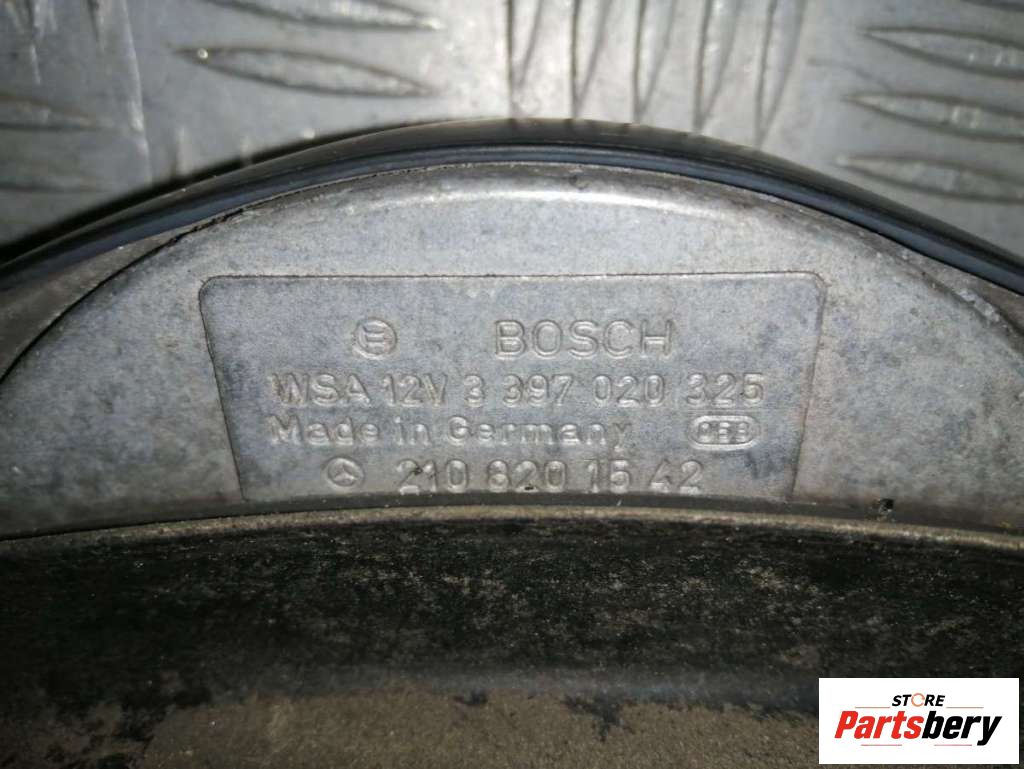 BOSCH
WSA 12V 3 397 020 325
Made in Germany
210 820 15 42
STORE
Partsbery